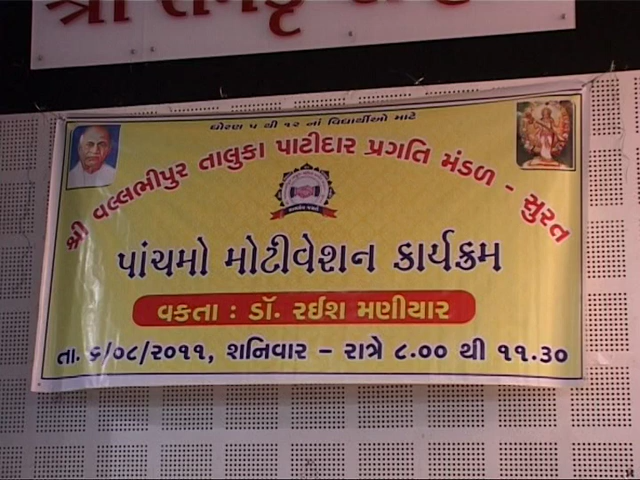 શ્રી
ધોરણ ૫ થી ૧૨ નાં વિદ્યાર્થીઓ માટે
શ્રી વલ્લભીપુર તાલુકા પાટીદાર પ્રગતિ મંડળ - સુરત
પાંચમો મોટીવેશન કાર્યક્રમ
વકતા : ડૉ. રઈશ મણીયાર
તા. ૬/૦૮/૨૦૧૧, શનિવાર – રાત્રે ૮.૦૦ થી ૧૧.૩૦